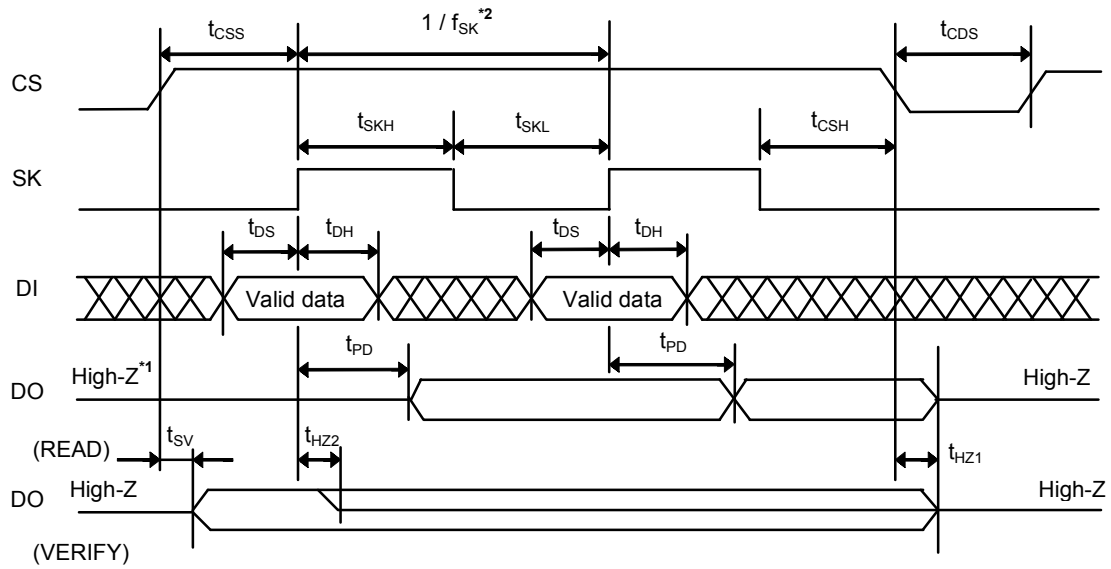 tCSS 1 / fSK*2 tCDS
CS
tSKH tSKL tCSH
SK
tDS tDH tDS tDH
DI Valid data Valid data
tPD tPD
DO High-Z*1 High-Z
(READ) tSV tHZ2 tHZ1
DO High-Z High-Z
(VERIFY)